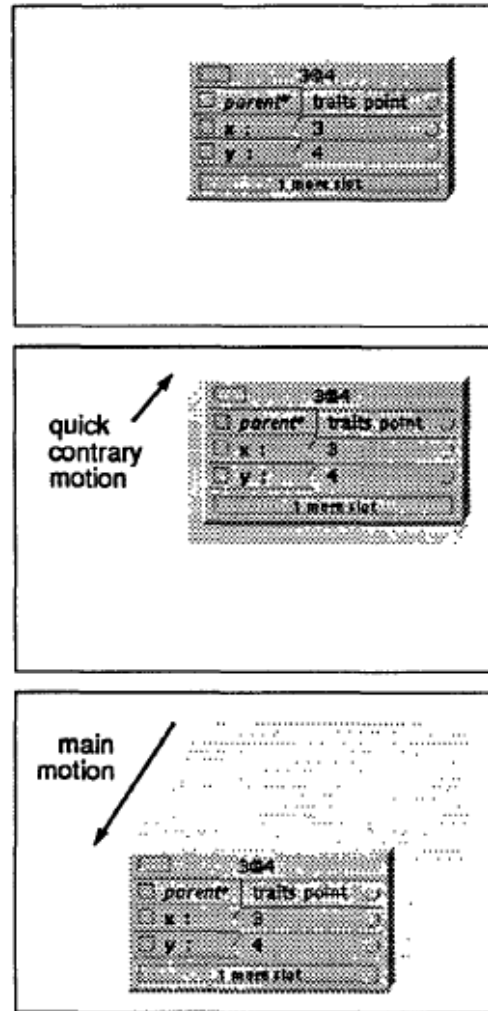 3@4
parent* traits point
x : 3
y : 4
1 more slot
quick
contrary
motion
3@4
parent* traits point
x : 3
y : 4
1 more slot
main
motion
3@4
parent* traits point
x : 3
y : 4
1 more slot